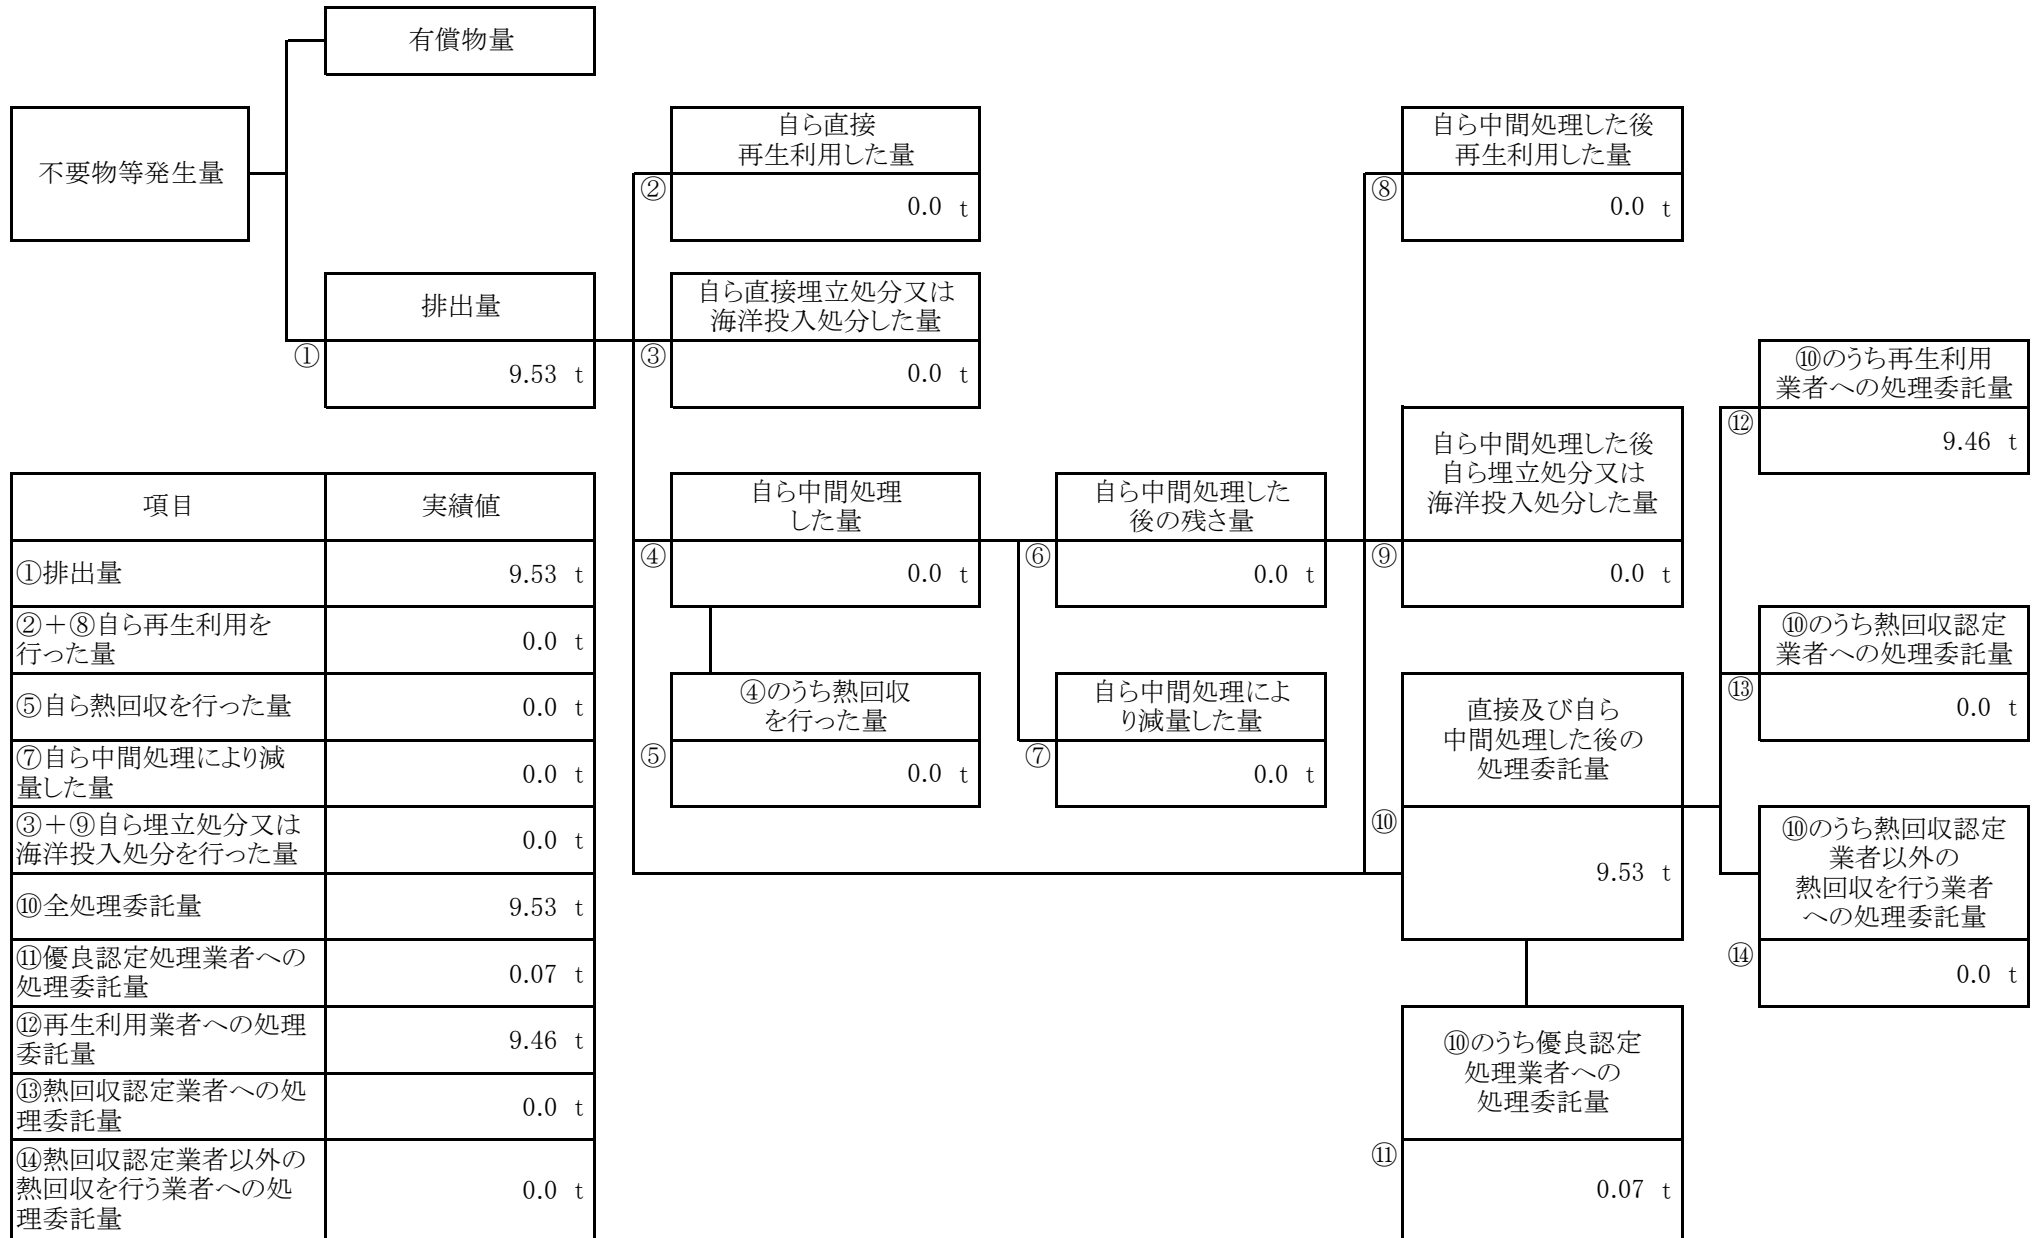 有償物量
不要物等発生量
自ら直接
再生利用した量
②
0.0 t
自ら中間処理した後
再生利用した量
⑧
0.0 t
排出量
①
9.53 t
自ら直接埋立処分又は
海洋投入処分した量
③
0.0 t
⑩のうち再生利用
業者への処理委託量
⑫
9.46 t
自ら中間処理した後
自ら埋立処分又は
海洋投入処分した量
⑨
0.0 t
自ら中間処理
した量
④
0.0 t
自ら中間処理した
後の残さ量
⑥
0.0 t
⑩のうち熱回収認定
業者への処理委託量
⑬
0.0 t
④のうち熱回収
を行った量
⑤
0.0 t
自ら中間処理によ
り減量した量
⑦
0.0 t
直接及び自ら
中間処理した後の
処理委託量
⑩
9.53 t
⑩のうち熱回収認定
業者以外の
熱回収を行う業者
への処理委託量
⑭
0.0 t
⑩のうち優良認定
処理業者への
処理委託量
⑪
0.07 t
項目 実績値
①排出量 9.53 t
②＋⑧自ら再生利用を
行った量 0.0 t
⑤自ら熱回収を行った量 0.0 t
⑦自ら中間処理により減
量した量 0.0 t
③＋⑨自ら埋立処分又は
海洋投入処分を行った量 0.0 t
⑩全処理委託量 9.53 t
⑪優良認定処理業者への
処理委託量 0.07 t
⑫再生利用業者への処理
委託量 9.46 t
⑬熱回収認定業者への処
理委託量 0.0 t
⑭熱回収認定業者以外の
熱回収を行う業者への処
理委託量 0.0 t